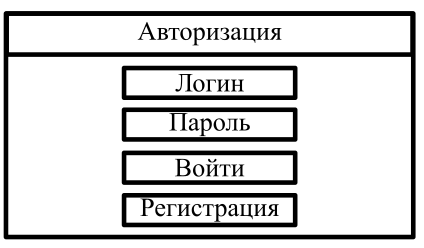 Авторизация
Логин
Пароль
Войти
Регистрация